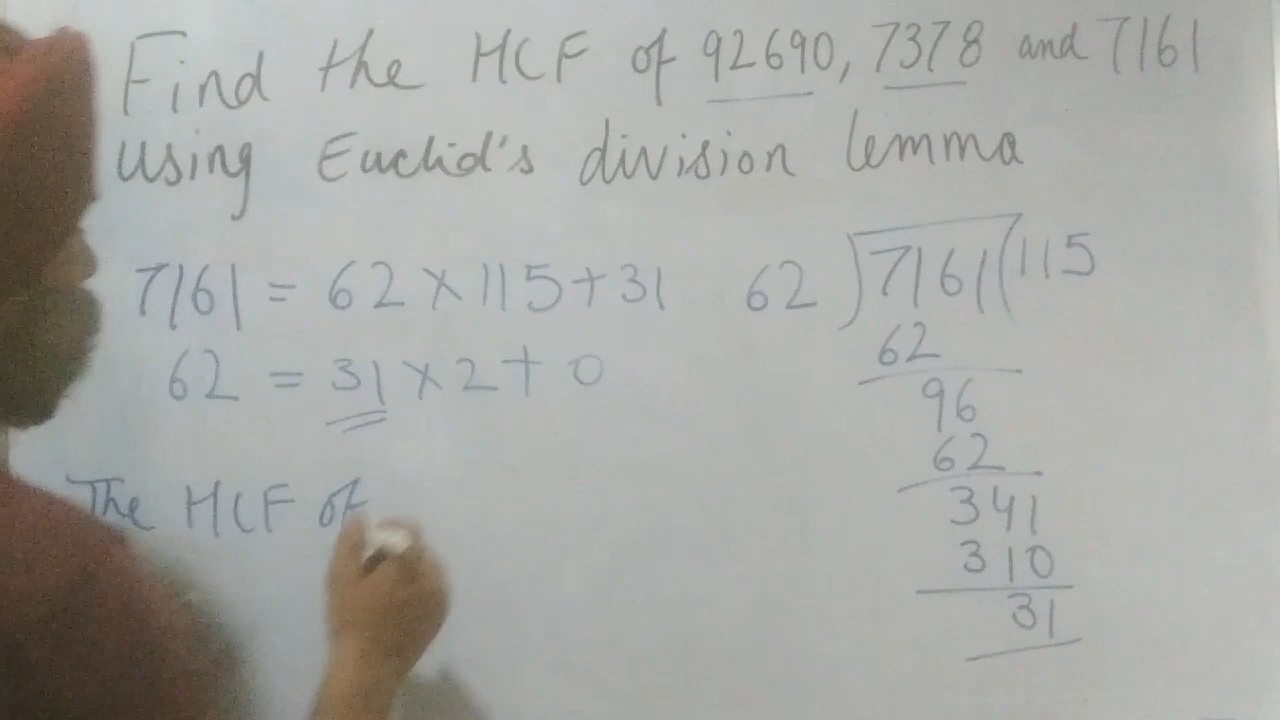 Find the HCF of 92690, 7378 and 7161
using Euclid's division lemma
7161 = 62 × 115 + 31
62 = 31 × 2 + 0
The HCF of
62 ) 7161 ( 115
62
96
62
341
310
31